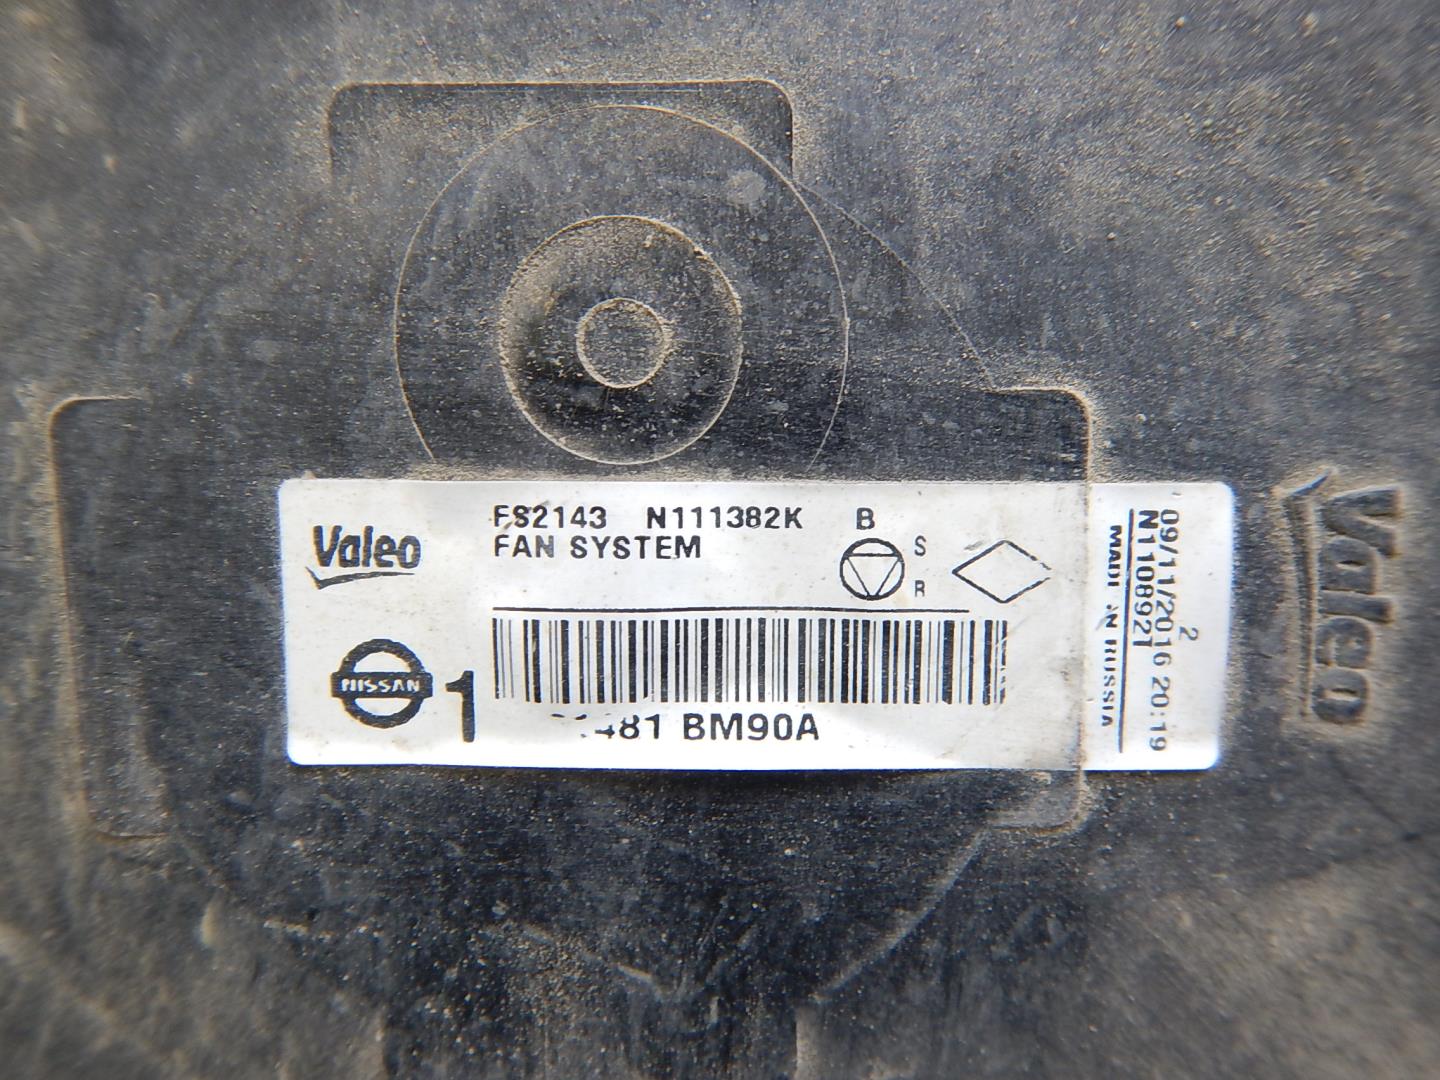 Valeo
FS2143 N111382K B
FAN SYSTEM
S
R
NISSAN
1
481 BM90A
2
09/11/2016 20:19
N110892T
MADE IN RUSSIA
Valeo